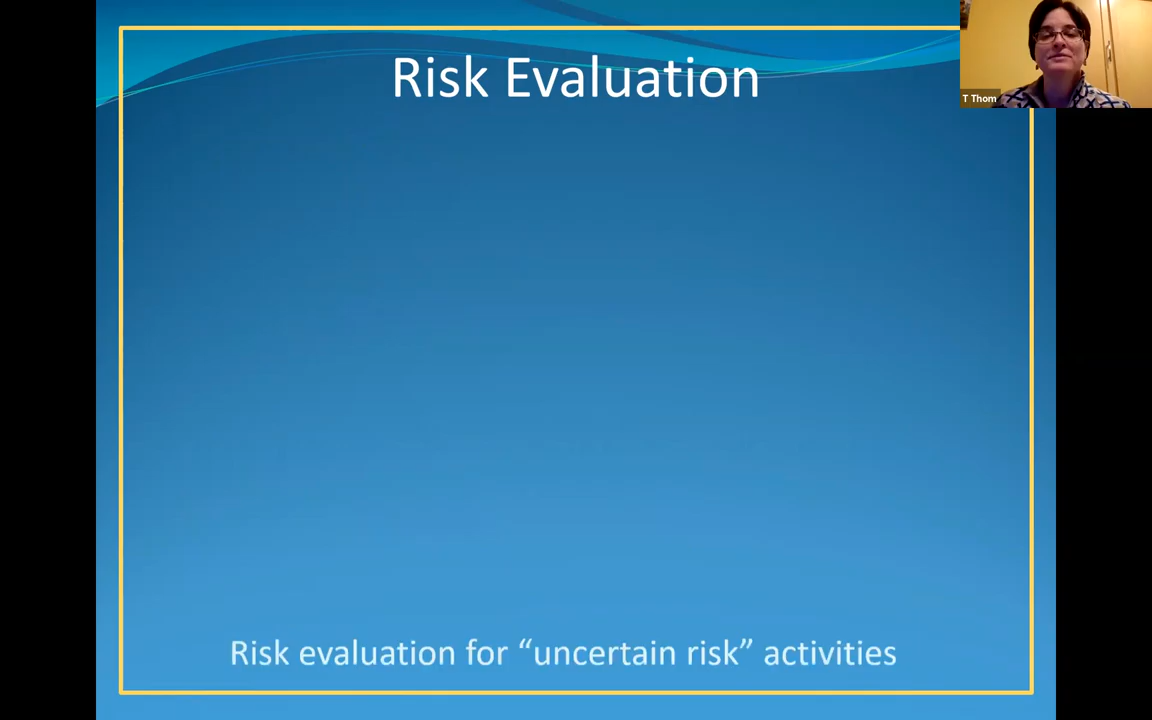 Risk Evaluation
T Thom
Risk evaluation for “uncertain risk” activities